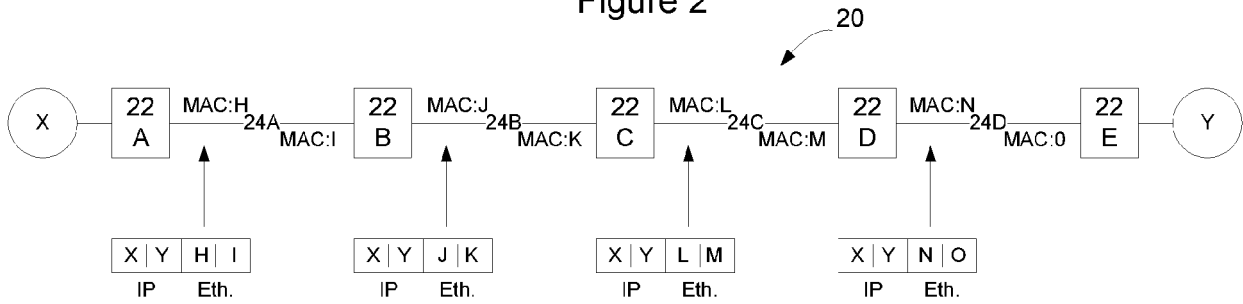 Figure 2
20
X 22 A MAC:H 24A MAC:I 22 B MAC:J 24B MAC:K 22 C MAC:L 24C MAC:M 22 D MAC:N 24D MAC:0 22 E Y
X Y H I X Y J K X Y L M X Y N O
IP Eth. IP Eth. IP Eth. IP Eth.